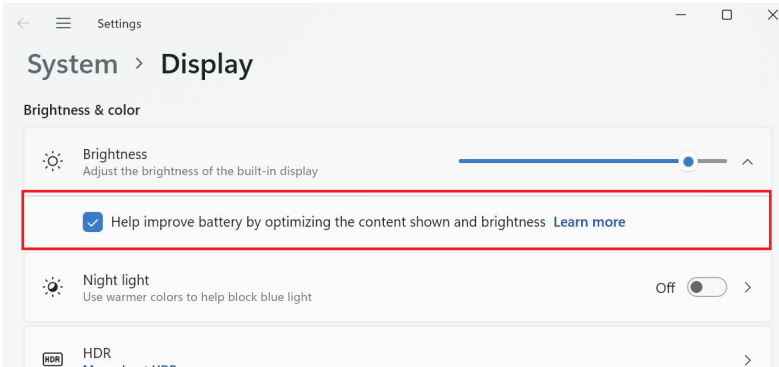 Settings
System > Display
Brightness & color
Brightness
Adjust the brightness of the built-in display
Help improve battery by optimizing the content shown and brightness Learn more
Night light
Use warmer colors to help block blue light
Off
HDR
HDR